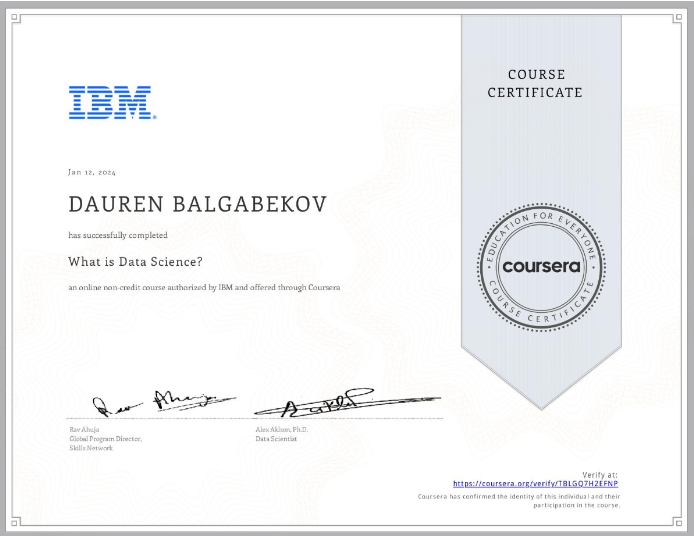 COURSE
CERTIFICATE
IBM
Jan 12, 2024
DAUREN BALGABEKOV
has successfully completed
What is Data Science?
an online non-credit course authorized by IBM and offered through Coursera
EDUCATION FOR EVERYONE
coursera
COURSE CERTIFICATE
Rav Ahuja
Global Program Director,
Skills Network
Alex Aklson, Ph.D.
Data Scientist
Verify at:
https://coursera.org/verify/TBLGQ7H2EFNP
Coursera has confirmed the identity of this individual and their
participation in the course.